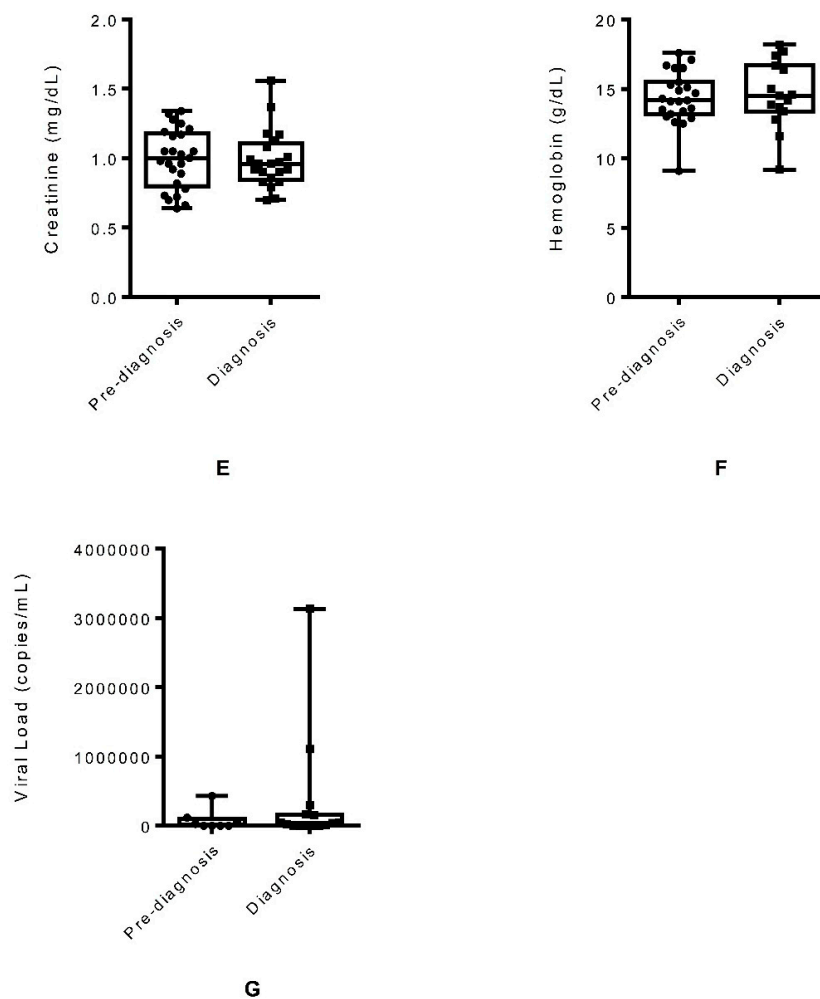 Creatinine (mg/dL)
2.0
1.5
1.0
0.5
0.0
Pre-diagnosis
Diagnosis
E
Hemoglobin (g/dL)
20
15
10
5
0
Pre-diagnosis
Diagnosis
F
Viral Load (copies/mL)
4000000
3000000
2000000
1000000
0
Pre-diagnosis
Diagnosis
G